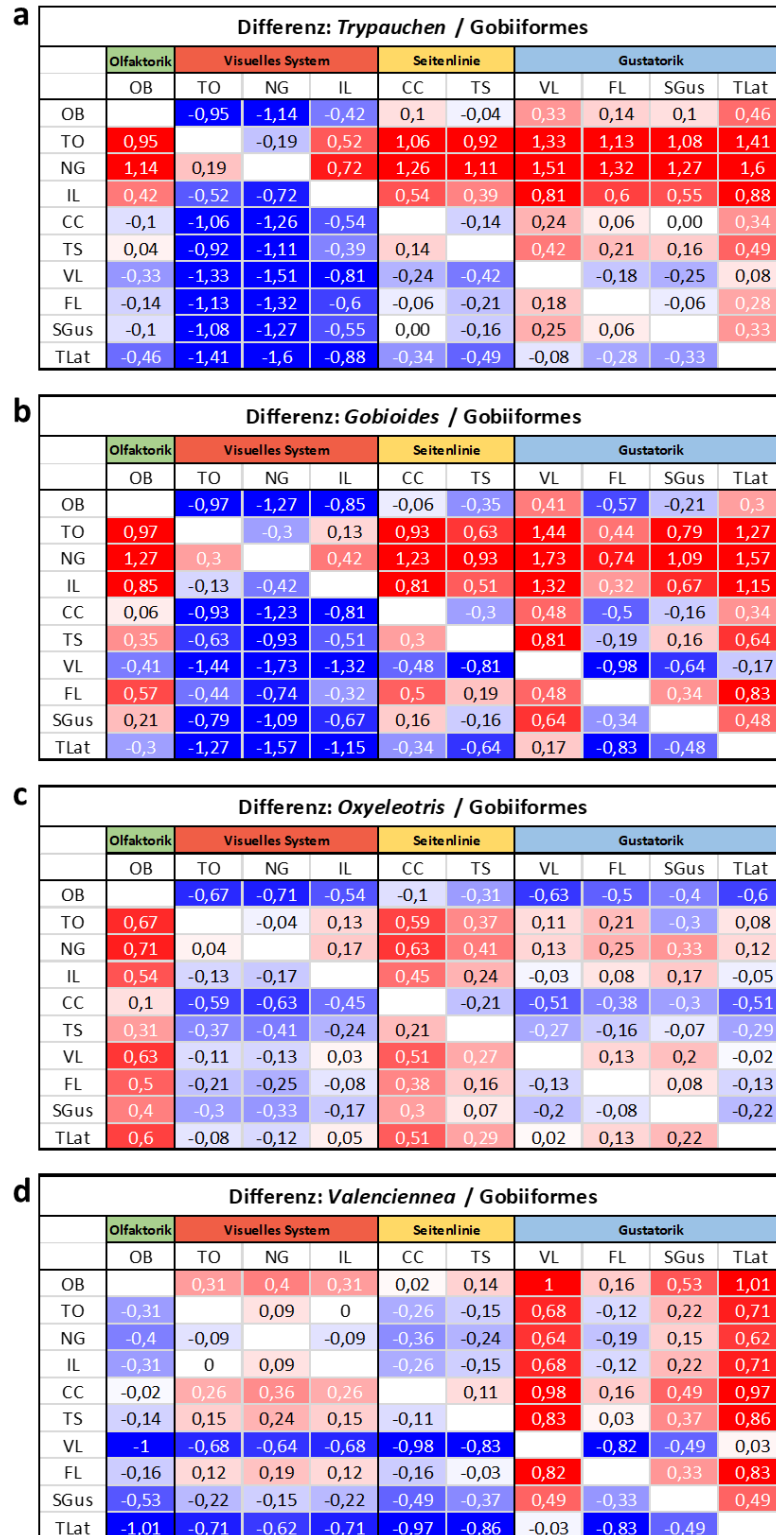 a
Differenz: Trypauchen / Gobiiformes
Olfaktorik Visuelles System Seitenlinie Gustatorik
OB TO NG IL CC TS VL FL SGus TLat
OB -0,95 -1,14 -0,42 0,1 -0,04 0,33 0,14 0,1 0,46
TO 0,95 -0,19 0,52 1,06 0,92 1,33 1,13 1,08 1,41
NG 1,14 0,19 0,72 1,26 1,11 1,51 1,32 1,27 1,6
IL 0,42 -0,52 -0,72 0,54 0,39 0,81 0,6 0,55 0,88
CC -0,1 -1,06 -1,26 -0,54 -0,14 0,24 0,06 0,00 0,34
TS 0,04 -0,92 -1,11 -0,39 0,14 0,42 0,21 0,16 0,49
VL -0,33 -1,33 -1,51 -0,81 -0,24 -0,42 -0,18 -0,25 0,08
FL -0,14 -1,13 -1,32 -0,6 -0,06 -0,21 0,18 -0,06 0,28
SGus -0,1 -1,08 -1,27 -0,55 0,00 -0,16 0,25 0,06 0,33
TLat -0,46 -1,41 -1,6 -0,88 -0,34 -0,49 -0,08 -0,28 -0,33
b
Differenz: Gobioides / Gobiiformes
Olfaktorik Visuelles System Seitenlinie Gustatorik
OB TO NG IL CC TS VL FL SGus TLat
OB -0,97 -1,27 -0,85 -0,06 -0,35 0,41 -0,57 -0,21 0,3
TO 0,97 -0,3 0,13 0,93 0,63 1,44 0,44 0,79 1,27
NG 1,27 0,3 0,42 1,23 0,93 1,73 0,74 1,09 1,57
IL 0,85 -0,13 -0,42 0,81 0,51 1,32 0,32 0,67 1,15
CC 0,06 -0,93 -1,23 -0,81 -0,3 0,48 -0,5 -0,16 0,34
TS 0,35 -0,63 -0,93 -0,51 0,3 0,81 -0,19 0,16 0,64
VL -0,41 -1,44 -1,73 -1,32 -0,48 -0,81 -0,98 -0,64 -0,17
FL 0,57 -0,44 -0,74 -0,32 0,5 0,19 0,48 0,34 0,83
SGus 0,21 -0,79 -1,09 -0,67 0,16 -0,16 0,64 -0,34 0,48
TLat -0,3 -1,27 -1,57 -1,15 -0,34 -0,64 0,17 -0,83 -0,48
c
Differenz: Oxyeleotris / Gobiiformes
Olfaktorik Visuelles System Seitenlinie Gustatorik
OB TO NG IL CC TS VL FL SGus TLat
OB -0,67 -0,71 -0,54 -0,1 -0,31 -0,63 -0,5 -0,4 -0,6
TO 0,67 -0,04 0,13 0,59 0,37 0,11 0,21 -0,3 0,08
NG 0,71 0,04 0,17 0,63 0,41 0,13 0,25 0,33 0,12
IL 0,54 -0,13 -0,17 0,45 0,24 -0,03 0,08 0,17 -0,05
CC 0,1 -0,59 -0,63 -0,45 -0,21 -0,51 -0,38 -0,3 -0,51
TS 0,31 -0,37 -0,41 -0,24 0,21 -0,27 -0,16 -0,07 -0,29
VL 0,63 -0,11 -0,13 0,03 0,51 0,27 0,13 0,2 -0,02
FL 0,5 -0,21 -0,25 -0,08 0,38 0,16 -0,13 0,08 -0,13
SGus 0,4 -0,3 -0,33 -0,17 0,3 0,07 -0,2 -0,08 -0,22
TLat 0,6 -0,08 -0,12 0,05 0,51 0,29 0,02 0,13 0,22
d
Differenz: Valenciennea / Gobiiformes
Olfaktorik Visuelles System Seitenlinie Gustatorik
OB TO NG IL CC TS VL FL SGus TLat
OB 0,31 0,4 0,31 0,02 0,14 1 0,16 0,53 1,01
TO -0,31 0,09 0 -0,26 -0,15 0,68 -0,12 0,22 0,71
NG -0,4 -0,09 -0,09 -0,36 -0,24 0,64 -0,19 0,15 0,62
IL -0,31 0 0,09 -0,26 -0,15 0,68 -0,12 0,22 0,71
CC -0,02 0,26 0,36 0,26 0,11 0,98 0,16 0,49 0,97
TS -0,14 0,15 0,24 0,15 -0,11 0,83 0,03 0,37 0,86
VL -1 -0,68 -0,64 -0,68 -0,98 -0,83 -0,82 -0,49 0,03
FL -0,16 0,12 0,19 0,12 -0,16 -0,03 0,82 0,33 0,83
SGus -0,53 -0,22 -0,15 -0,22 -0,49 -0,37 0,49 -0,33 0,49
TLat -1,01 -0,71 -0,62 -0,71 -0,97 -0,86 -0,03 -0,83 -0,49